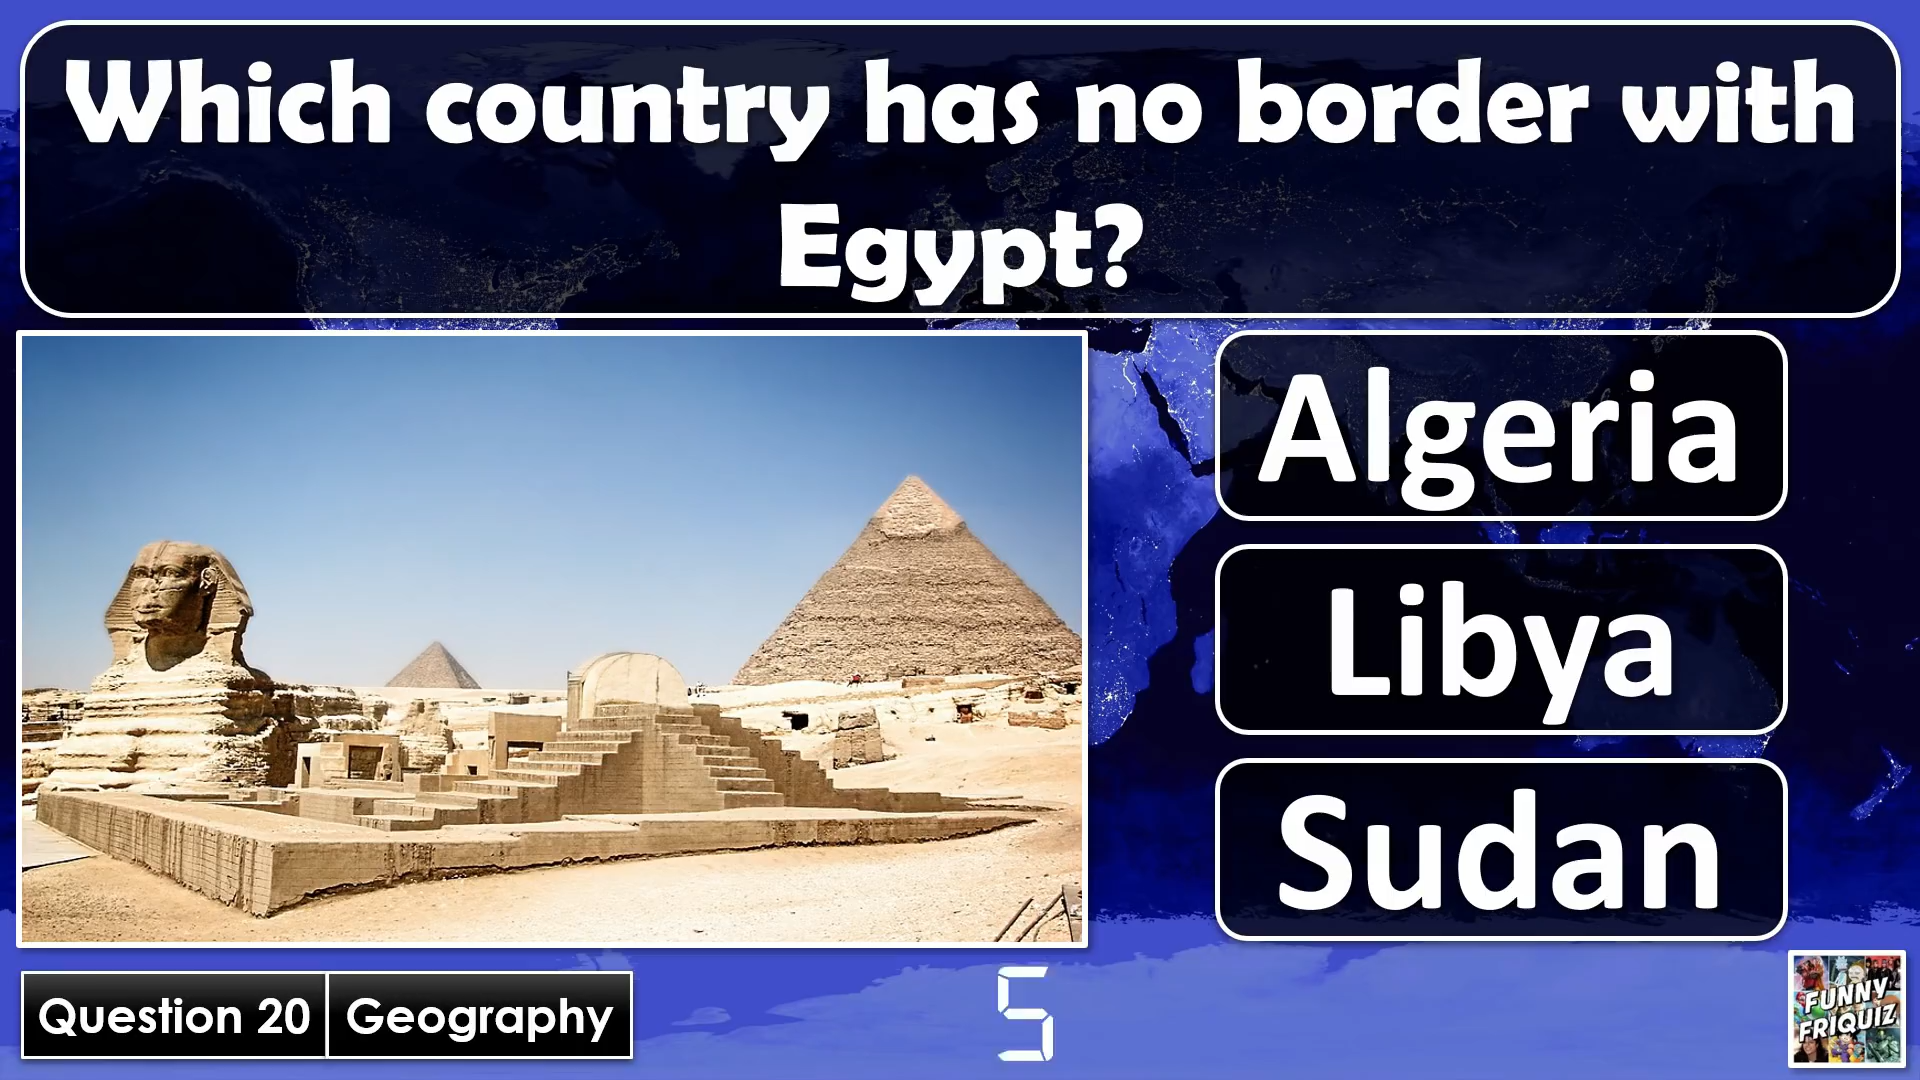 Which country has no border with
Egypt?
Algeria
Libya
Sudan
Question 20
Geography
5
FUNNY
FRIQUIZ